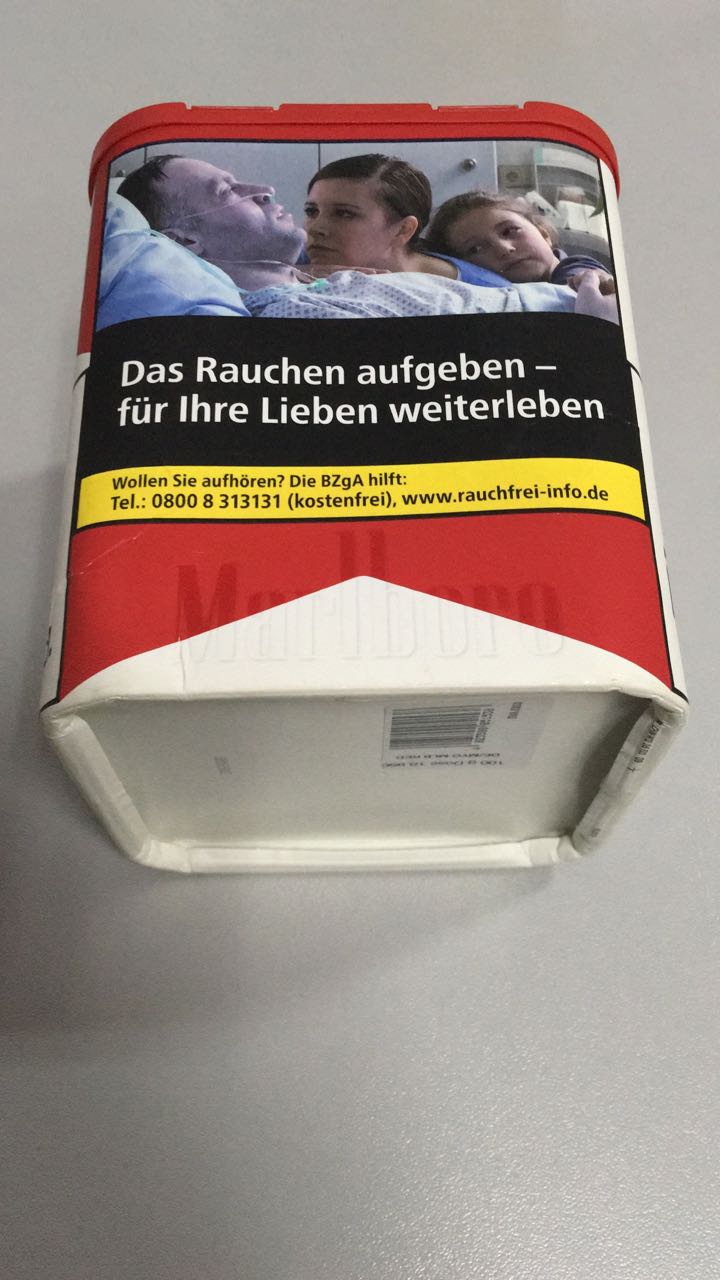 Das Rauchen aufgeben –
für Ihre Lieben weiterleben
Wollen Sie aufhören? Die BZgA hilft:
Tel.: 0800 8 313131 (kostenfrei), www.rauchfrei-info.de
Marlboro